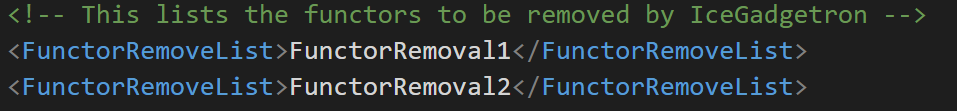 <!-- This lists the functors to be removed by IceGadgetron -->
<FunctorRemoveList>FunctorRemoval1</FunctorRemoveList>
<FunctorRemoveList>FunctorRemoval2</FunctorRemoveList>